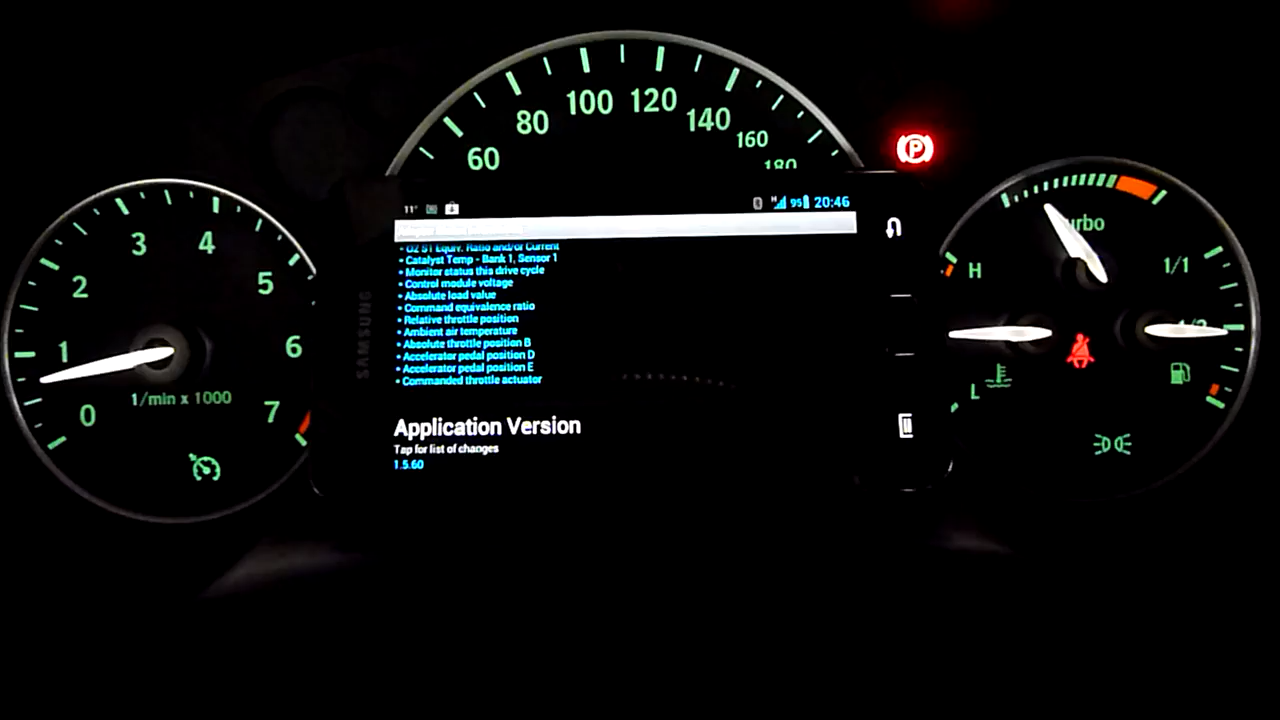 60
80
100
120
140
160
180
P
0
1
2
3
4
5
6
7
1/min x 1000
SAMSUNG
11°
H
95
20:46
• O2 S1 Equiv. Ratio and/or Current
• Catalyst Temp - Bank 1, Sensor 1
• Monitor status this drive cycle
• Control module voltage
• Absolute load value
• Command equivalence ratio
• Relative throttle position
• Ambient air temperature
• Absolute throttle position B
• Accelerator pedal position D
• Accelerator pedal position E
• Commanded throttle actuator
Application Version
Tap for list of changes
1.5.60
H
L
1/1